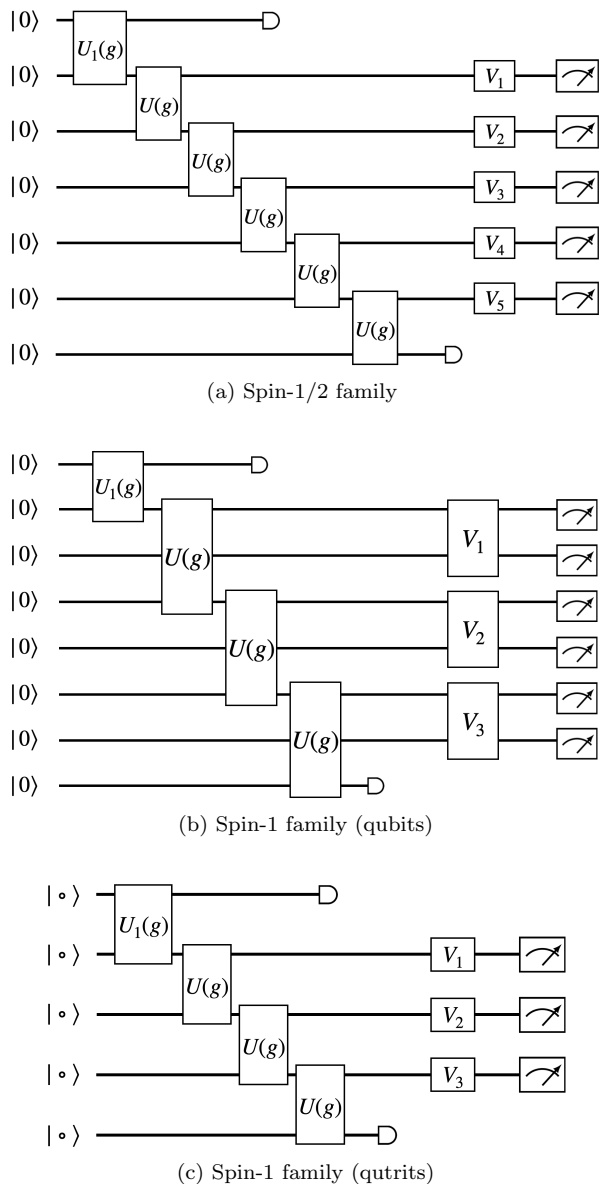 |0⟩ U₁(g)
|0⟩ U(g) V₁
|0⟩ U(g) V₂
|0⟩ U(g) V₃
|0⟩ U(g) V₄
|0⟩ U(g) V₅
|0⟩
(a) Spin-1/2 family
|0⟩ U₁(g)
|0⟩
|0⟩ U(g) V₁
|0⟩
|0⟩ U(g) V₂
|0⟩
|0⟩ U(g) V₃
|0⟩
(b) Spin-1 family (qubits)
|∘⟩ U₁(g)
|∘⟩ U(g) V₁
|∘⟩ U(g) V₂
|∘⟩ U(g) V₃
|∘⟩
(c) Spin-1 family (qutrits)